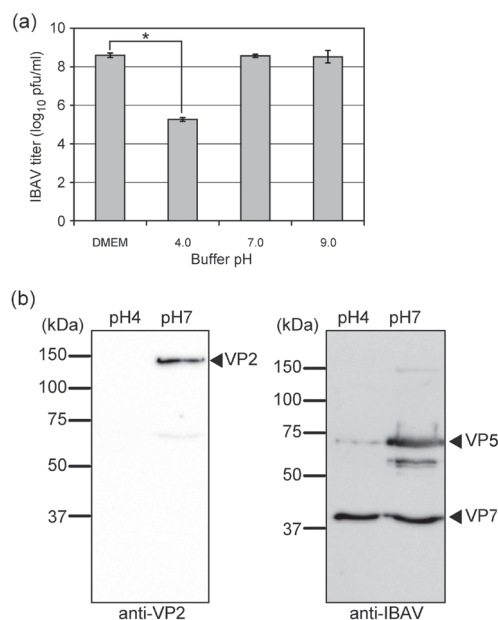 (a)
*
IBAV titer (log10 pfu/ml)
10
8
6
4
2
0
DMEM 4.0 7.0 9.0
Buffer pH
(b)
(kDa) pH4 pH7
150
100
75
50
37
VP2
anti-VP2
(kDa) pH4 pH7
150
100
75
50
37
VP5
VP7
anti-IBAV